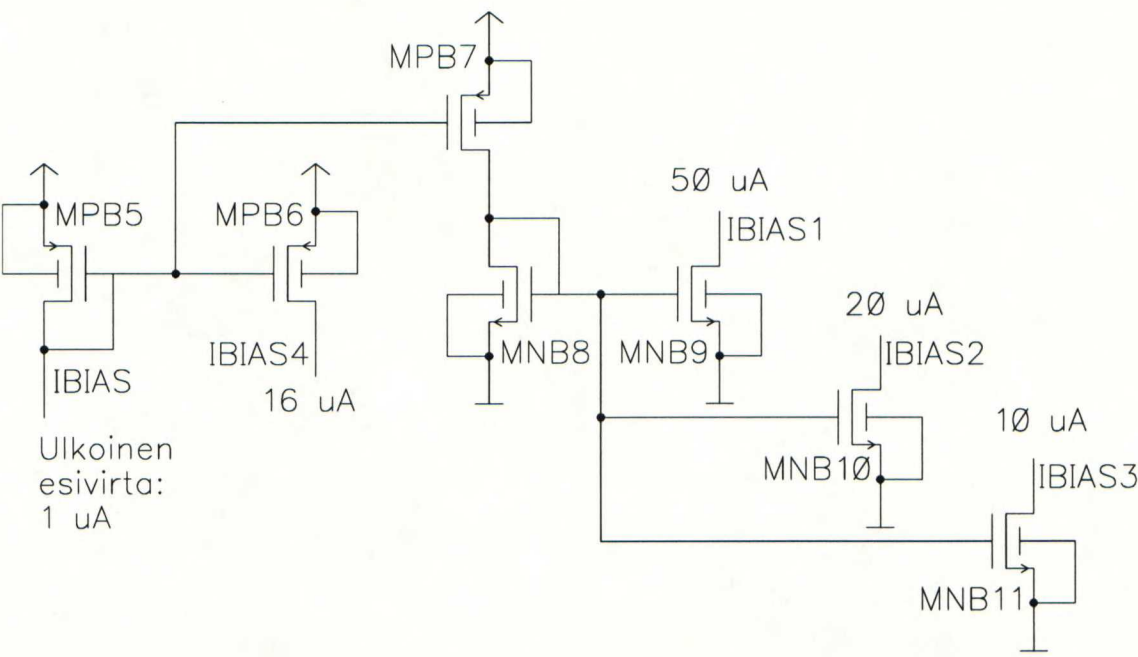 MPB7
MPB5
MPB6
50 uA
IBIAS1
20 uA
IBIAS2
IBIAS4
MNB8
MNB9
IBIAS
16 uA
10 uA
Ulkoinen
esivirta:
1 uA
MNB10
IBIAS3
MNB11